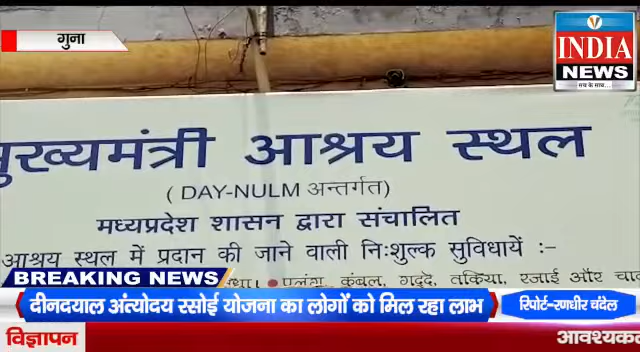 गुना
V
INDIA
NEWS
सच के साथ...
मुख्यमंत्री आश्रय स्थल
( DAY-NULM अन्तर्गत)
मध्यप्रदेश शासन द्वारा संचालित
आश्रय स्थल में प्रदान की जाने वाली निःशुल्क सुविधायें :-
पलंग, कंबल, गद्दे, तकिया, रजाई और
BREAKING NEWS
दीनदयाल अंत्योदय रसोई योजना का लोगों को मिल रहा लाभ
रिपोर्ट-रणधीर चंदेल
विज्ञापन
आवश्यक